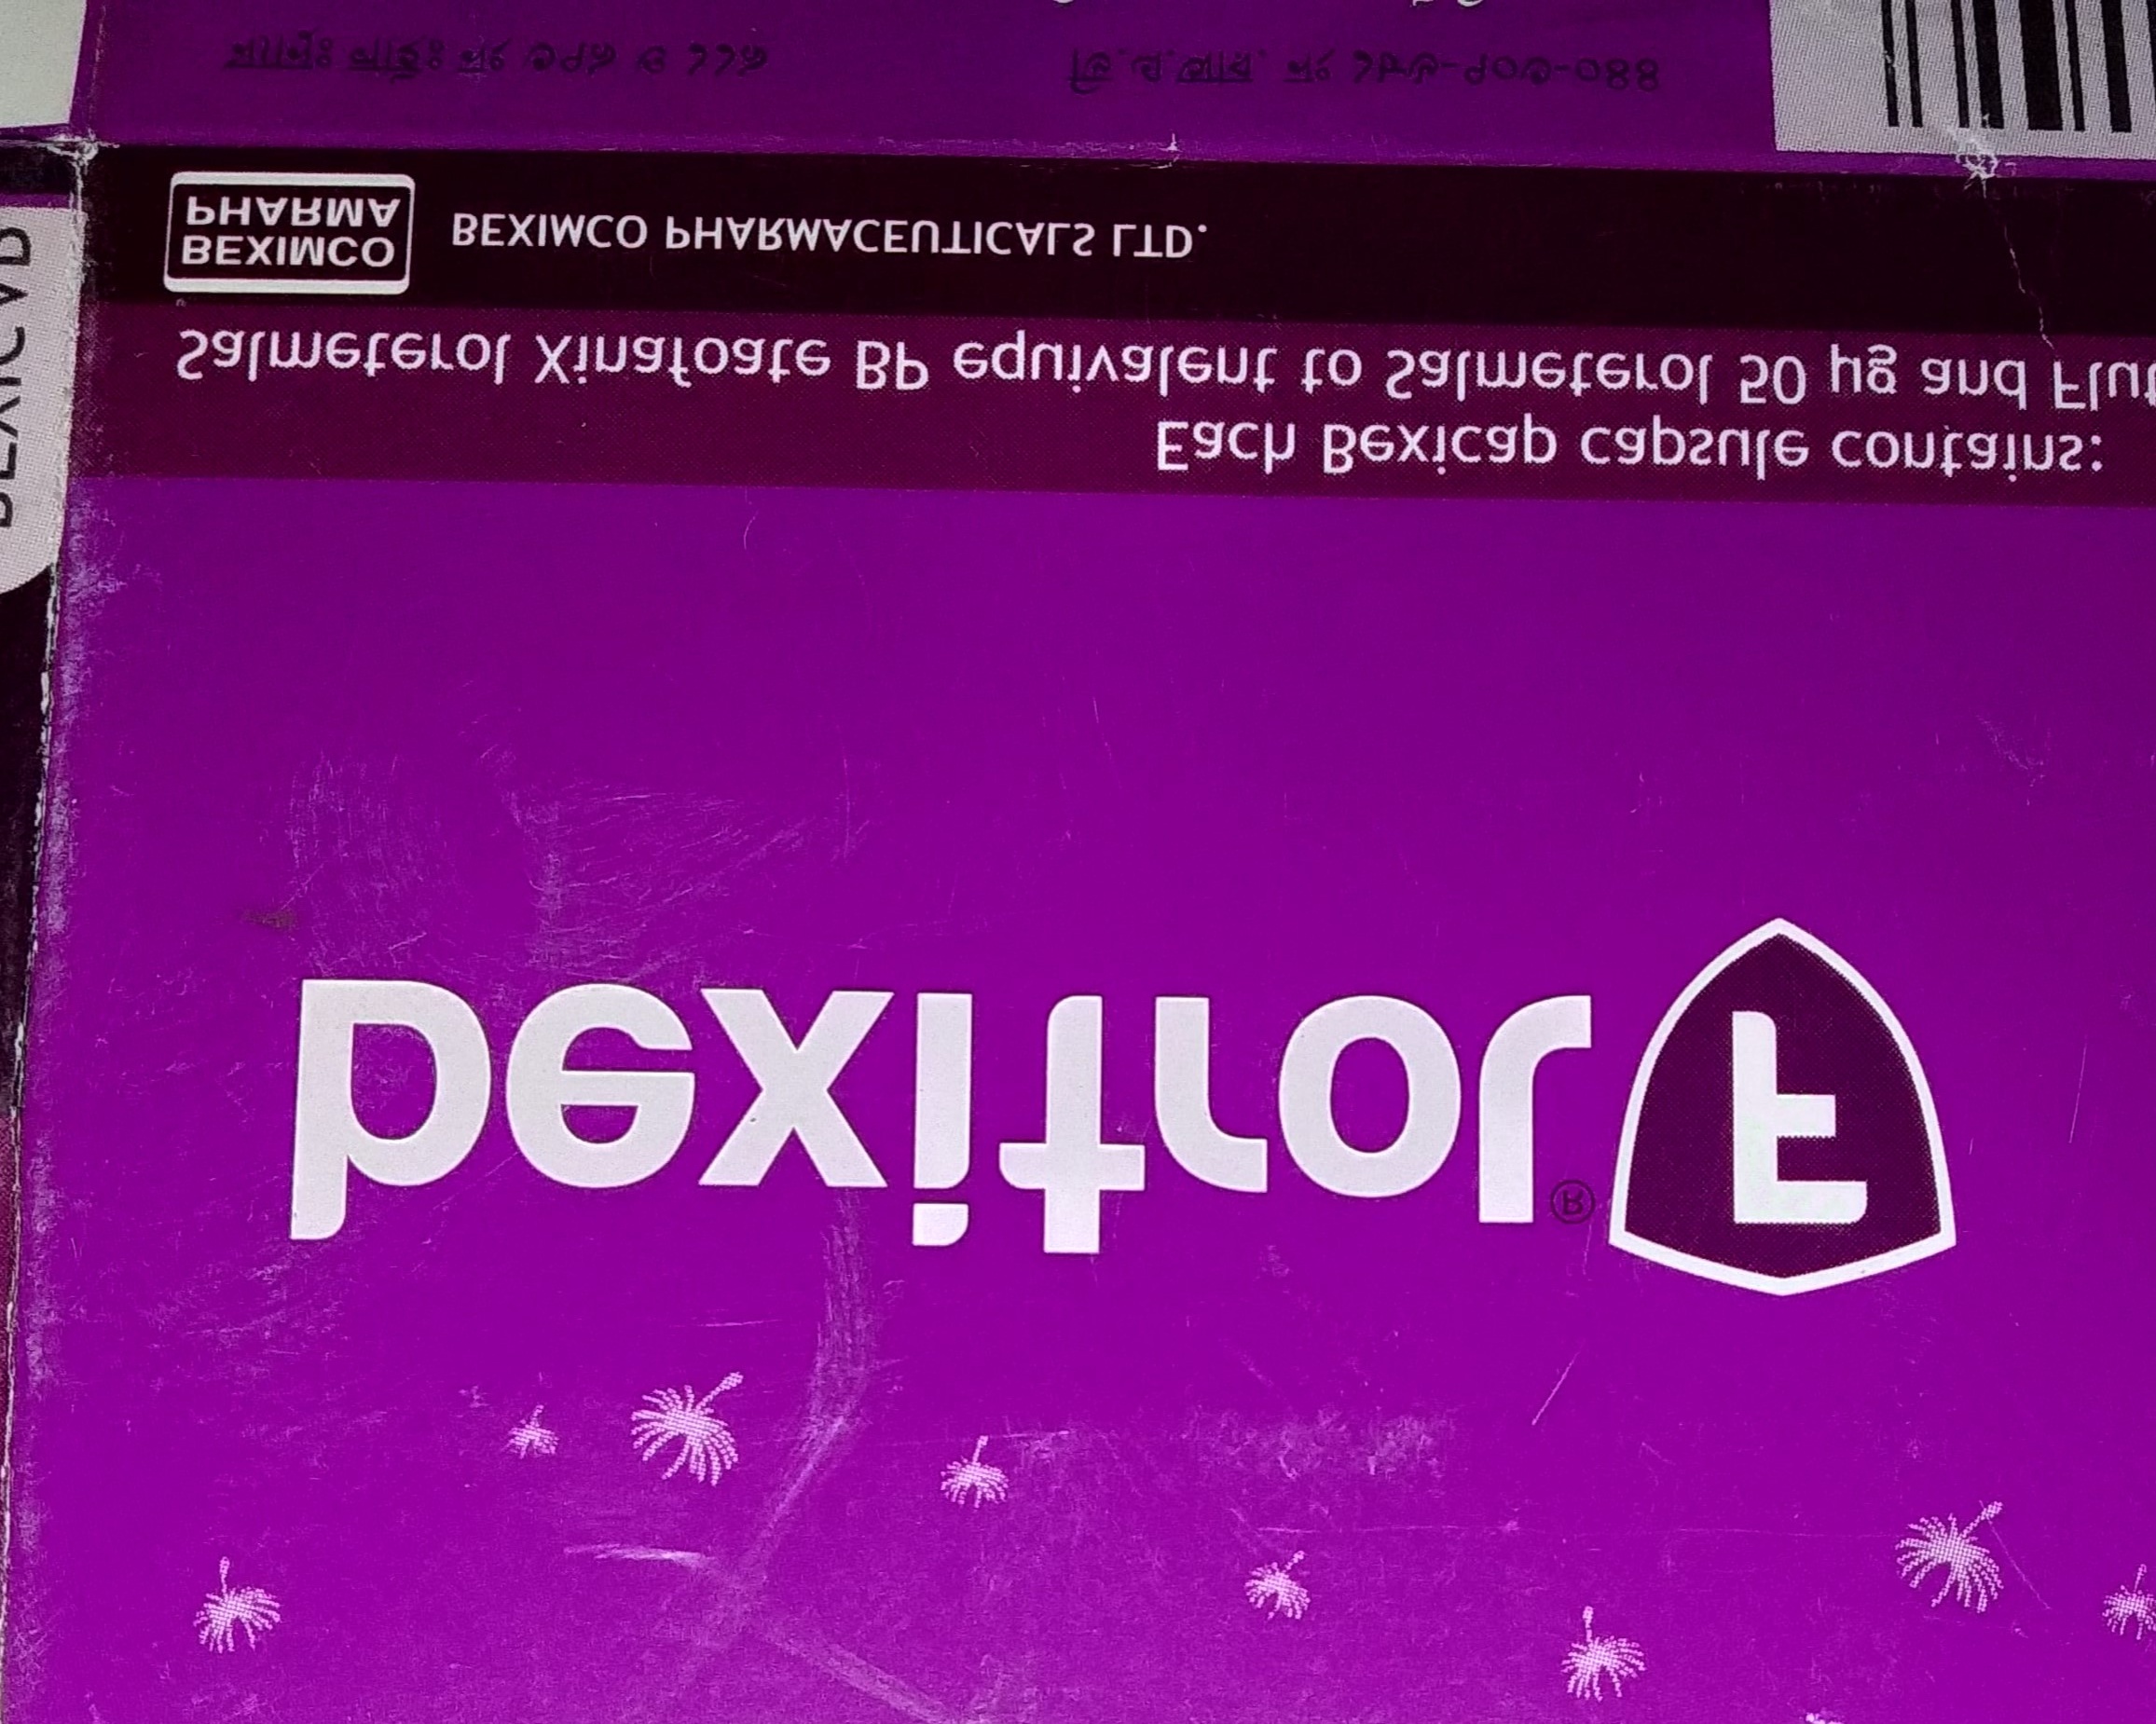 bexitrol® F
Each Bexicap capsule contains:
Salmeterol Xinafoate BP equivalent to Salmeterol 50 µg and Flut
BEXIMCO
PHARMA
BEXIMCO PHARMACEUTICALS LTD.
ম্যানুঃ লাইঃ নং
ডি.এ.আর. নং